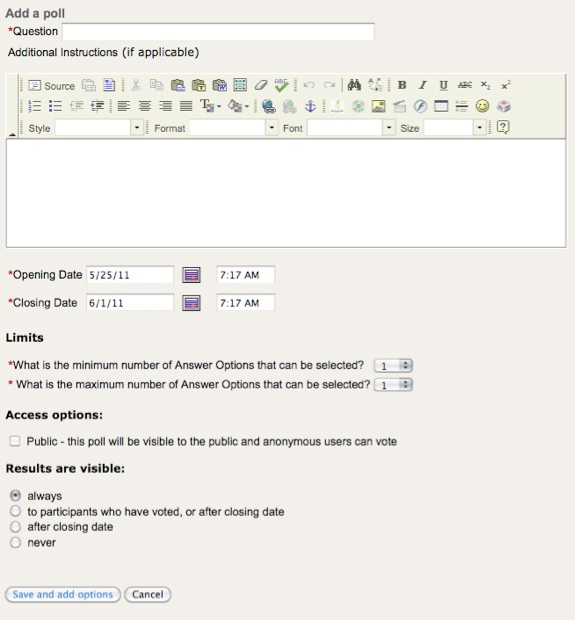 Add a poll
*Question
Additional Instructions (if applicable)
Source
B I U ABC x₂ x²
Style Format Font Size
*Opening Date 5/25/11 7:17 AM
*Closing Date 6/1/11 7:17 AM
Limits
*What is the minimum number of Answer Options that can be selected? 1
* What is the maximum number of Answer Options that can be selected? 1
Access options:
Public - this poll will be visible to the public and anonymous users can vote
Results are visible:
always
to participants who have voted, or after closing date
after closing date
never
Save and add options Cancel